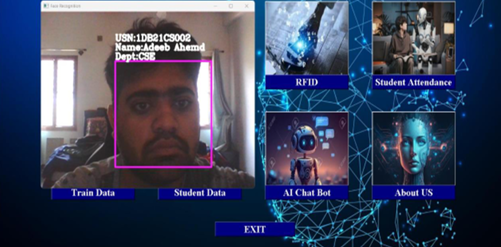 Face Recognition
USN:1DB21CS002
Name:Adeeb Ahemd
Dept:CSE
RFID
Student Attendance
Train Data
Student Data
AI Chat Bot
About US
EXIT